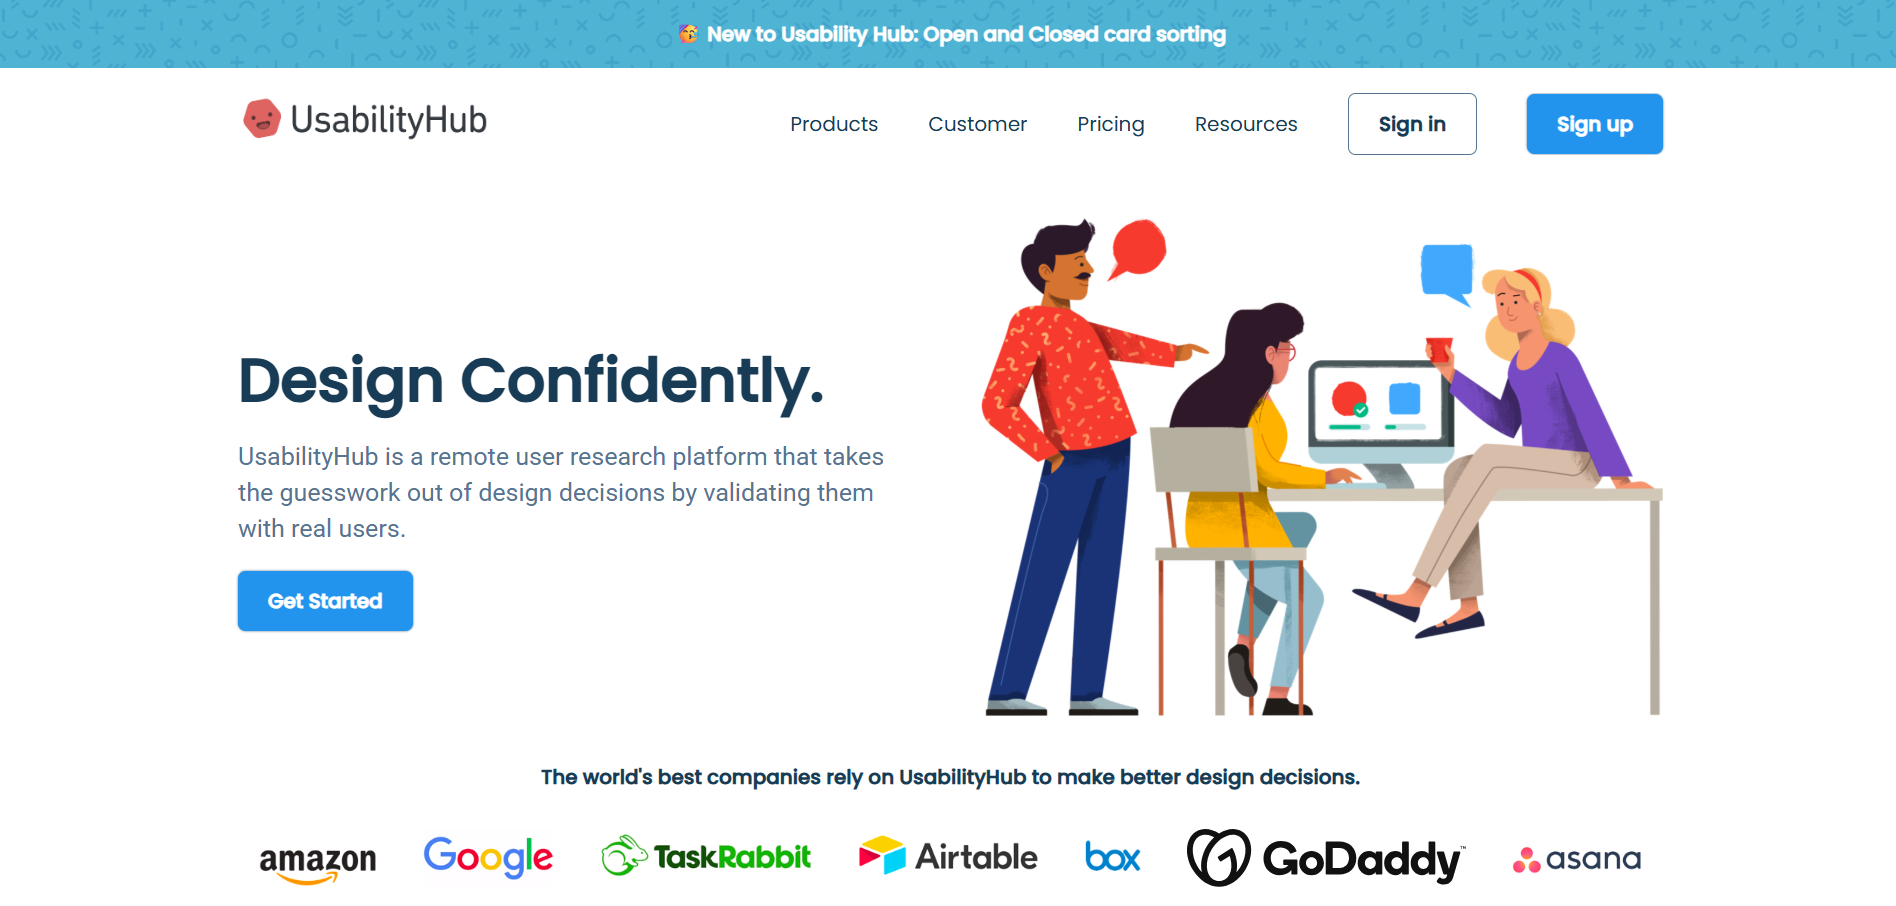 🥳 New to Usability Hub: Open and Closed card sorting
UsabilityHub
Products
Customer
Pricing
Resources
Sign in
Sign up
Design Confidently.
UsabilityHub is a remote user research platform that takes
the guesswork out of design decisions by validating them
with real users.
Get Started
The world's best companies rely on UsabilityHub to make better design decisions.
amazon
Google
TaskRabbit
Airtable
box
GoDaddy™
asana